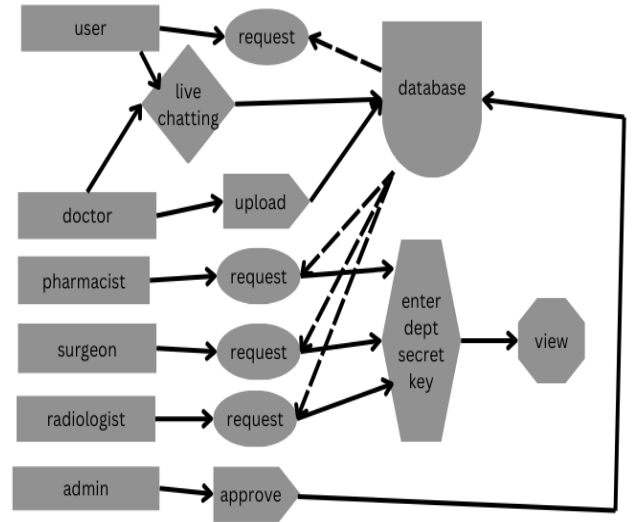 user
request
database
live
chatting
upload
doctor
pharmacist
request
enter
dept
secret
key
surgeon
request
view
radiologist
request
admin
approve